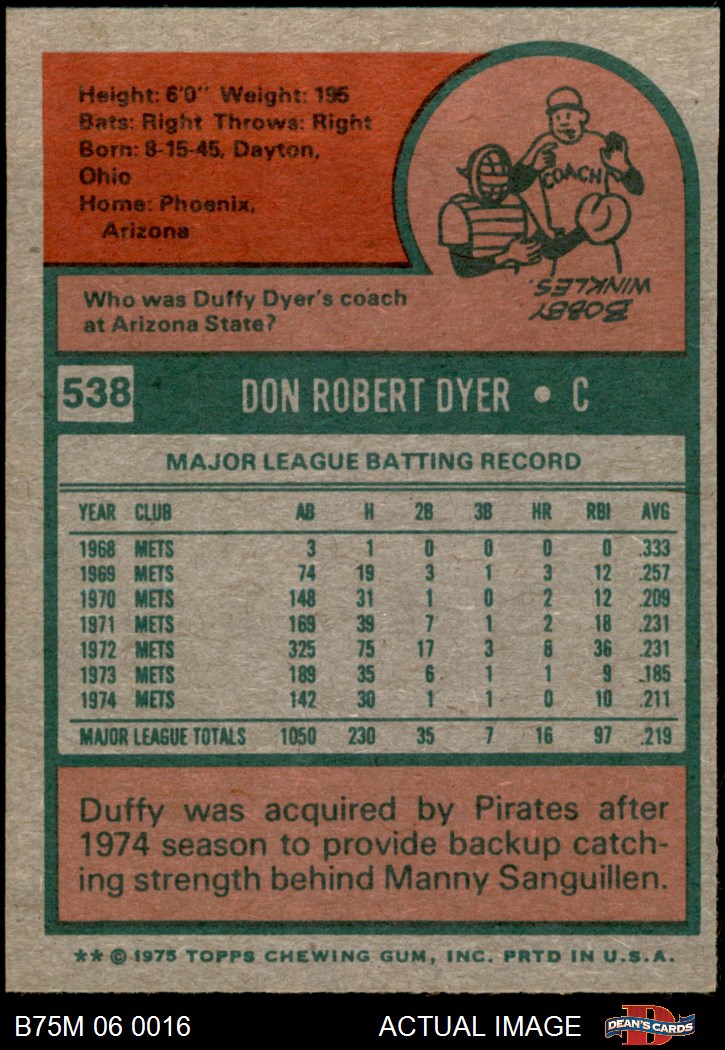 Height: 6'0" Weight: 195
Bats: Right Throws: Right
Born: 8-15-45, Dayton,
Ohio
Home: Phoenix,
Arizona
COACH
BOBBY
WINKLES.
Who was Duffy Dyer's coach
at Arizona State?
538 DON ROBERT DYER • C
MAJOR LEAGUE BATTING RECORD
YEAR CLUB AB H 2B 3B HR RBI AVG
1968 METS 3 1 0 0 0 0 .333
1969 METS 74 19 3 1 3 12 .257
1970 METS 148 31 1 0 2 12 .209
1971 METS 169 39 7 1 2 18 .231
1972 METS 325 75 17 3 8 36 .231
1973 METS 189 35 6 1 1 9 .185
1974 METS 142 30 1 1 0 10 .211
MAJOR LEAGUE TOTALS 1050 230 35 7 16 97 .219
Duffy was acquired by Pirates after
1974 season to provide backup catch-
ing strength behind Manny Sanguillen.
** © 1975 TOPPS CHEWING GUM, INC. PRTD IN U.S.A.
B75M 06 0016 ACTUAL IMAGE
D
DEAN'S CARDS